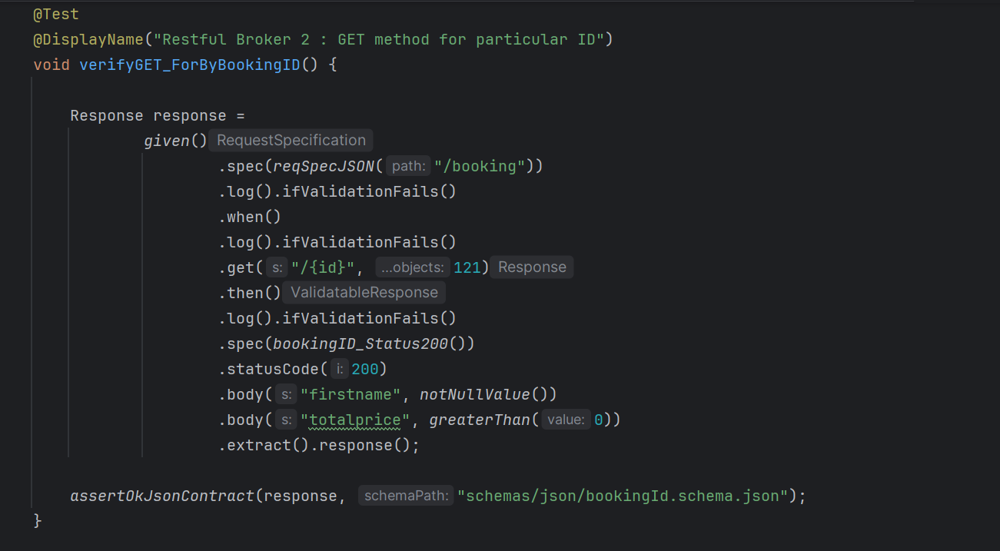 @Test
@DisplayName("Restful Broker 2 : GET method for particular ID")
void verifyGET_ForByBookingID() {
Response response =
given() RequestSpecification
.spec(reqSpecJSON( path: "/booking"))
.log().ifValidationFails()
.when()
.log().ifValidationFails()
.get( s: "/{id}", ...objects: 121) Response
.then() ValidatableResponse
.log().ifValidationFails()
.spec(bookingID_Status200())
.statusCode( i: 200)
.body( s: "firstname", notNullValue())
.body( s: "totalprice", greaterThan( value: 0))
.extract().response();
assertOkJsonContract(response, schemaPath: "schemas/json/bookingId.schema.json");
}